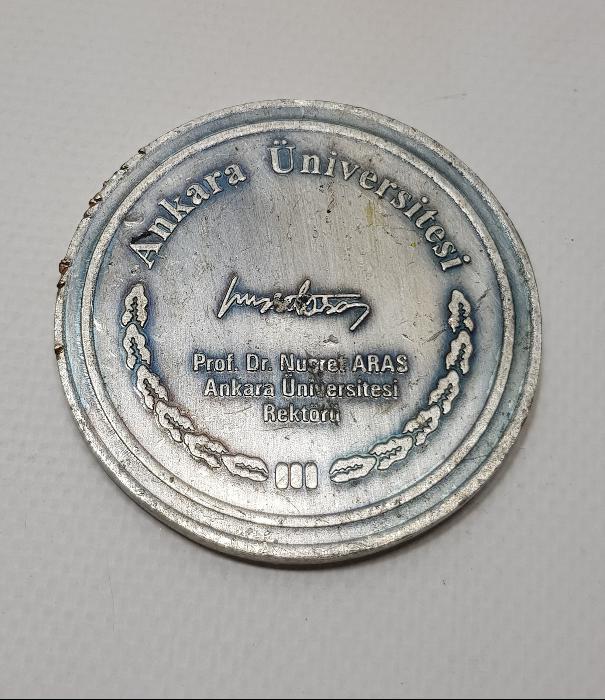 Ankara Üniversitesi
Prof. Dr. Nusret ARAS
Ankara Üniversitesi
Rektörü